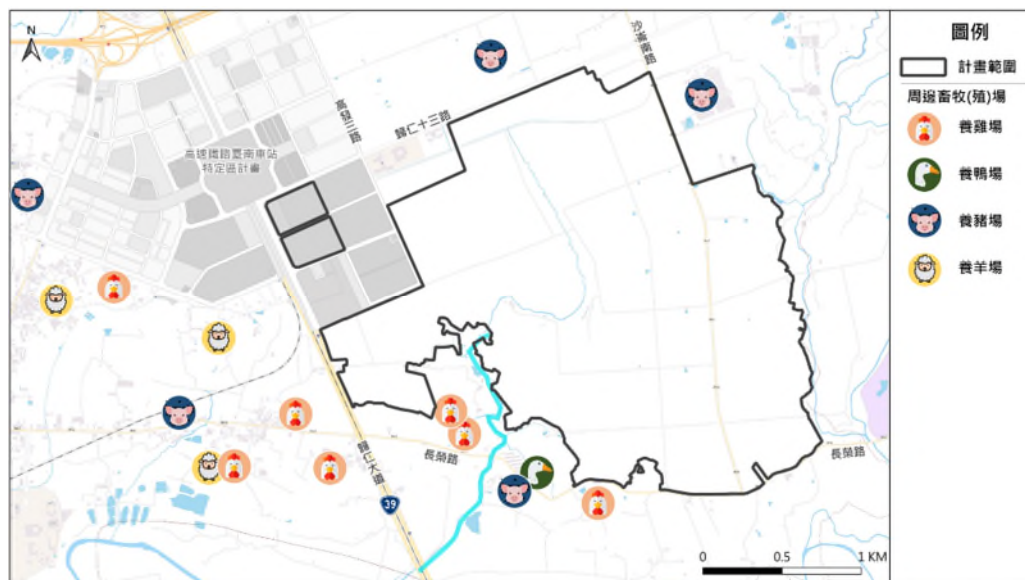 N
沙崙南路
高發三路
歸仁十三路
高速鐵路臺南車站
特定區計畫
長榮路
長榮路
歸仁大道
39
0 0.5 1 KM
圖例
計畫範圍
周邊畜牧(殖)場
養雞場
養鴨場
養豬場
養羊場